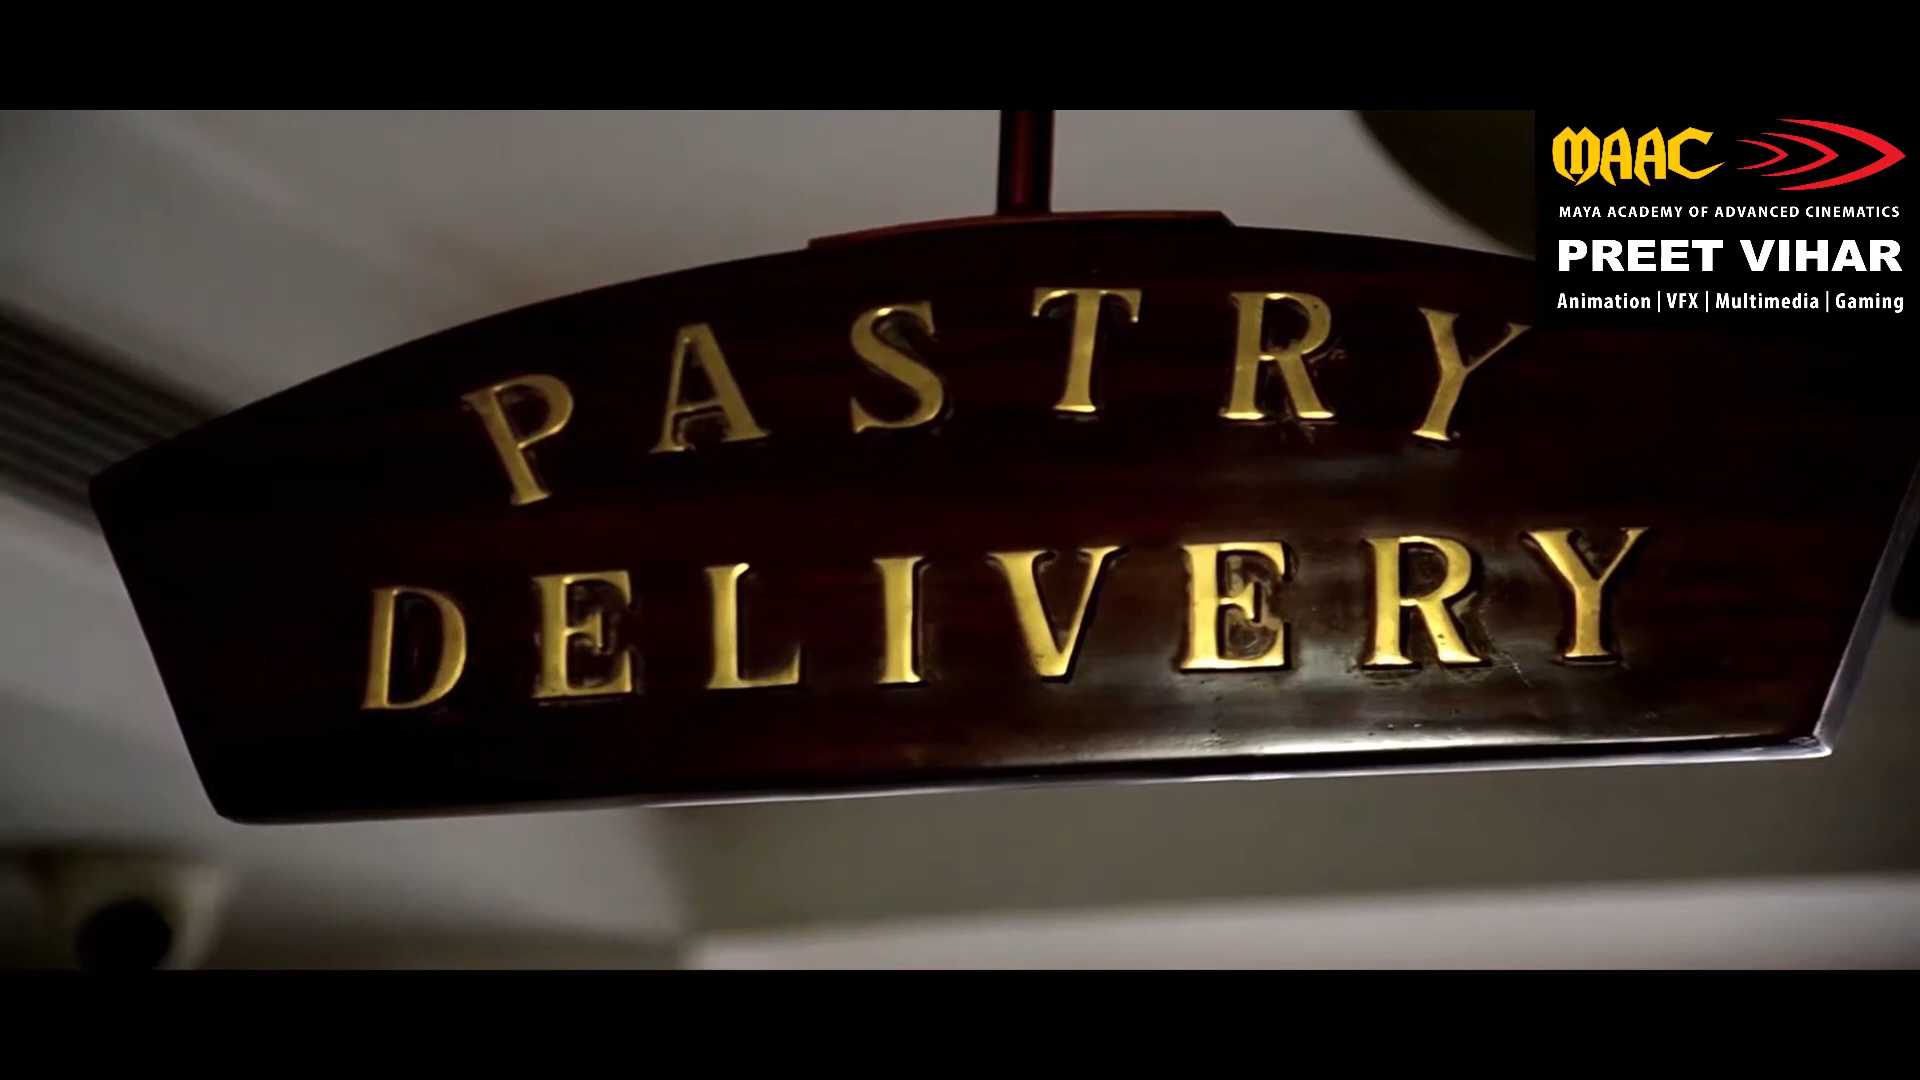 PASTRY
DELIVERY
MAAC
MAYA ACADEMY OF ADVANCED CINEMATICS
PREET VIHAR
Animation | VFX | Multimedia | Gaming